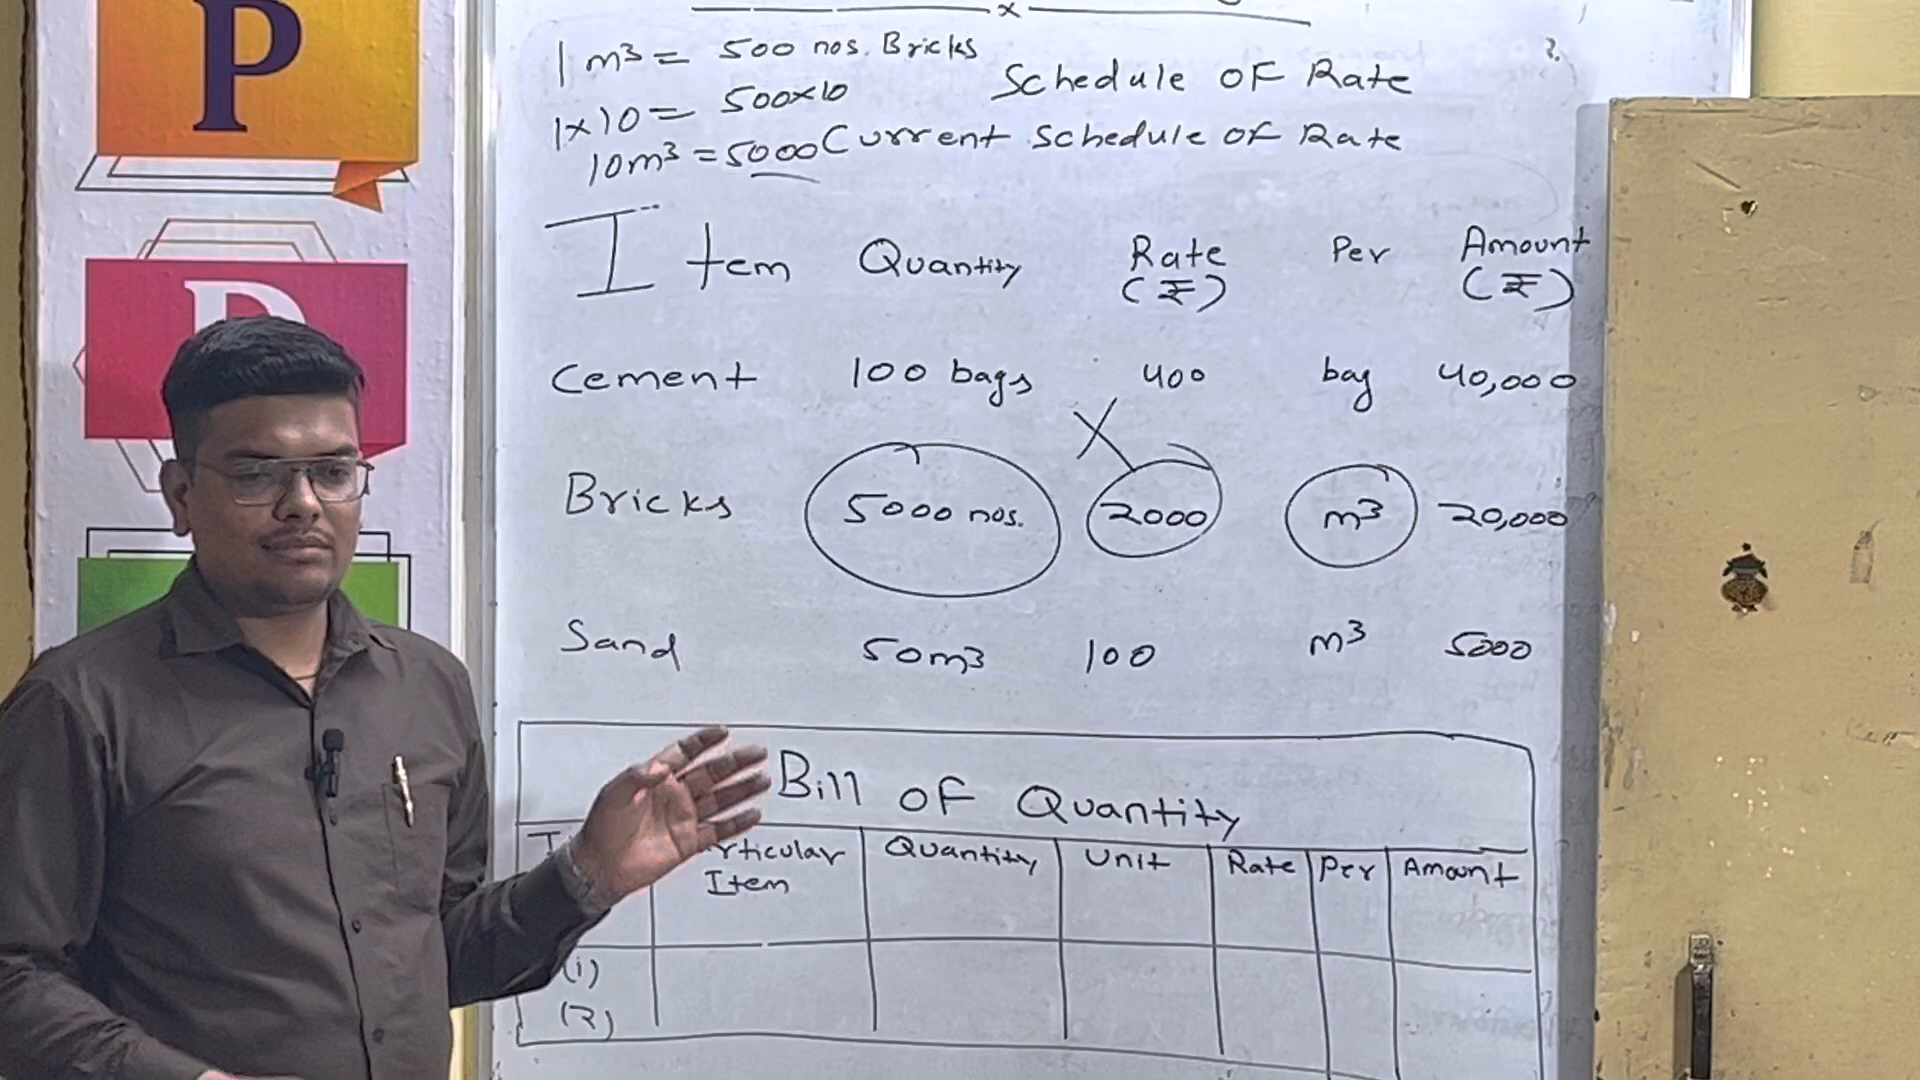 P
1 m³ = 500 nos. Bricks
Schedule of Rate
1×10 = 500×10
10m³ = 5000
Current Schedule of Rate
Item Quantity Rate (₹) Per Amount (₹)
Cement 100 bags 400 bag 40,000
Bricks 5000 nos. 2000 m³ 20,000
Sand 50m³ 100 m³ 5000
Bill of Quantity
Quantity Unit Rate Per Amount
Item
(1)
(2)